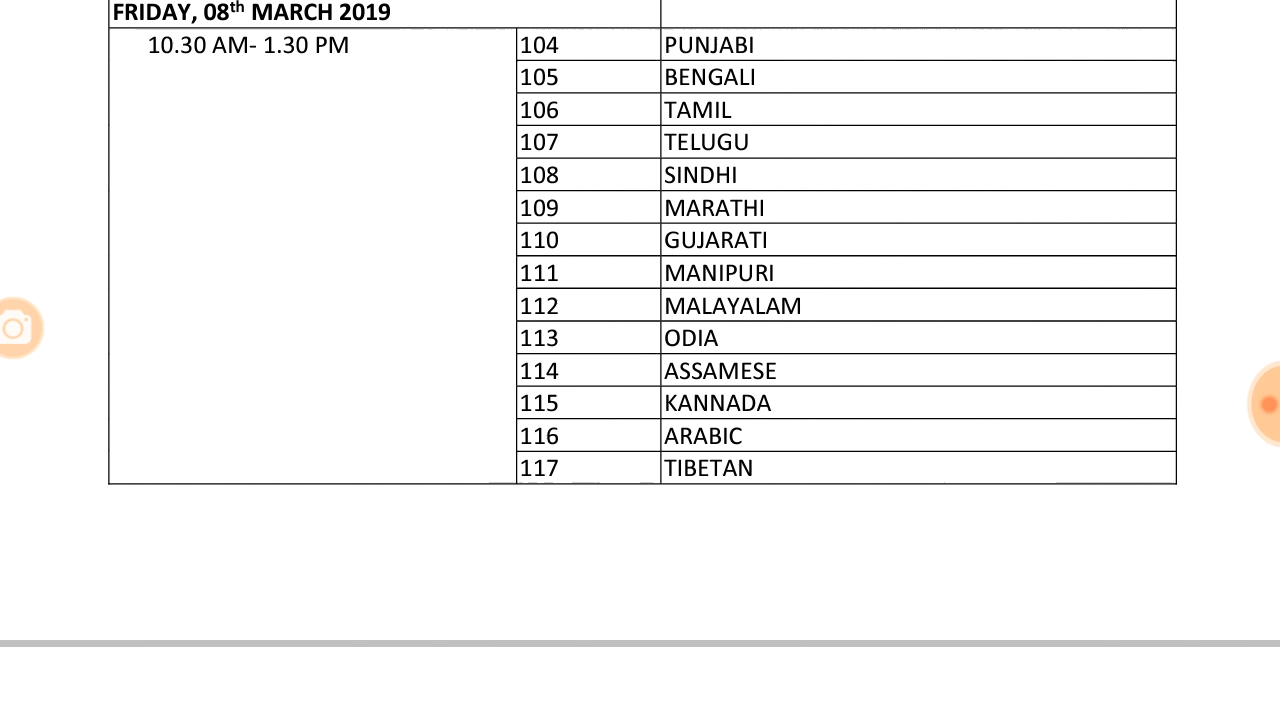 FRIDAY, 08th MARCH 2019
10.30 AM- 1.30 PM 104 PUNJABI
105 BENGALI
106 TAMIL
107 TELUGU
108 SINDHI
109 MARATHI
110 GUJARATI
111 MANIPURI
112 MALAYALAM
113 ODIA
114 ASSAMESE
115 KANNADA
116 ARABIC
117 TIBETAN